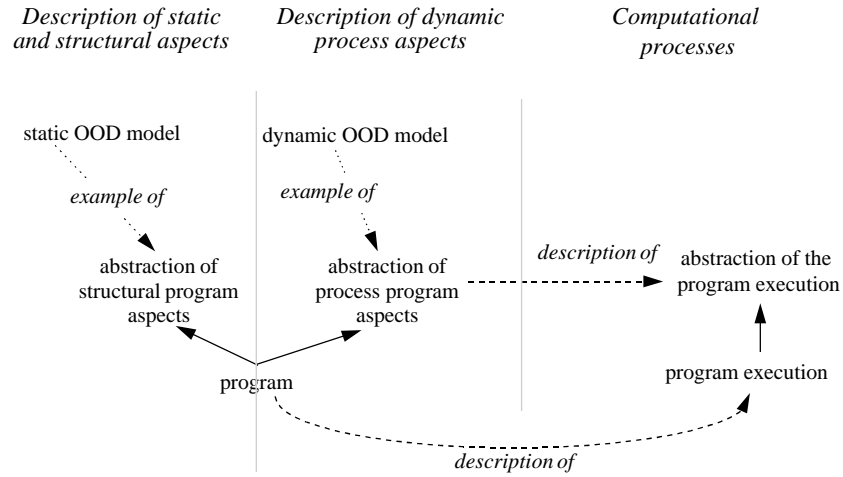 Description of static
and structural aspects
Description of dynamic
process aspects
Computational
processes
static OOD model
dynamic OOD model
example of
example of
description of
abstraction of
structural program
aspects
abstraction of
process program
aspects
abstraction of the
program execution
program
program execution
description of